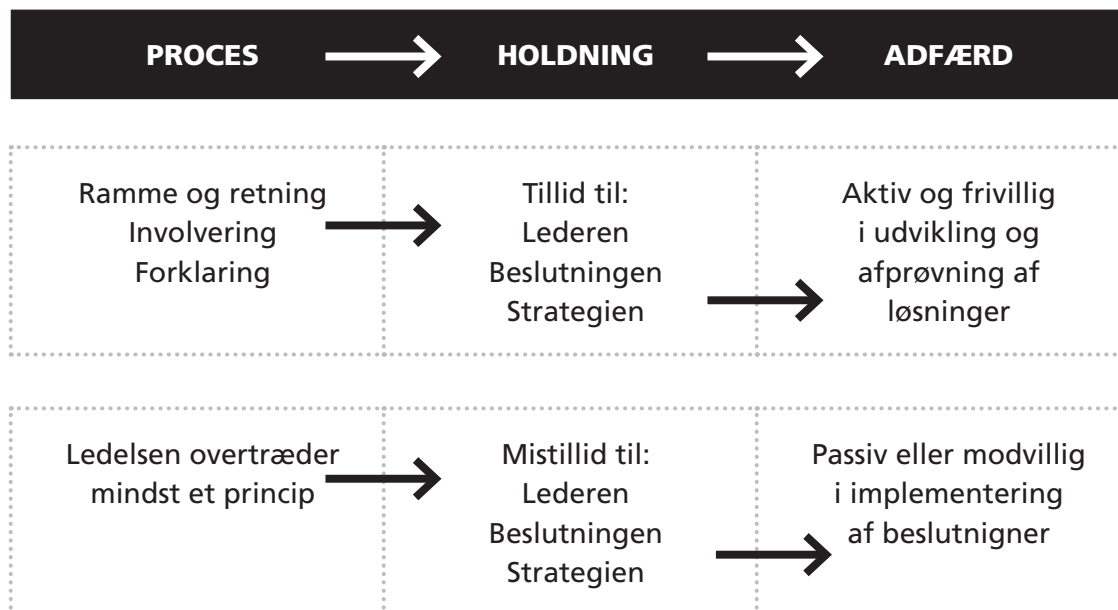 PROCES
HOLDNING
ADFÆRD
Ramme og retning
Involvering
Forklaring
Tillid til:
Lederen
Beslutningen
Strategien
Aktiv og frivillig
i udvikling og
afprøvning af
løsninger
Ledelsen overtræder
mindst et princip
Mistillid til:
Lederen
Beslutningen
Strategien
Passiv eller modvillig
i implementering
af beslutnigner